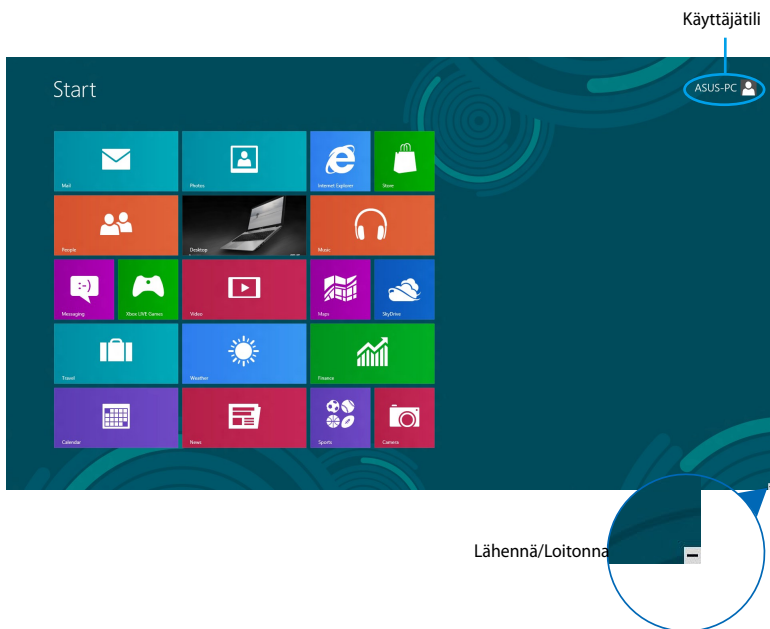 Käyttäjätili
Start
ASUS-PC
Mail
Photos
Internet Explorer
Store
People
Desktop
Music
Messaging
Xbox LIVE Games
Video
Maps
SkyDrive
Travel
Weather
Finance
Calendar
News
Sports
Camera
Lähennä/Loitonna